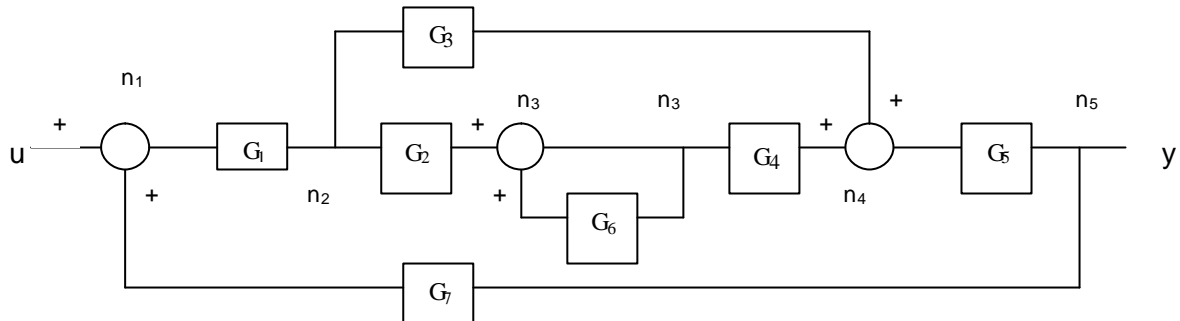 G₃
n₁
n₃ n₃ n₅
+ + + + 
u G₁ G₂ G₄ G₅ y
+ n₂ + n₄
G₆
G₇